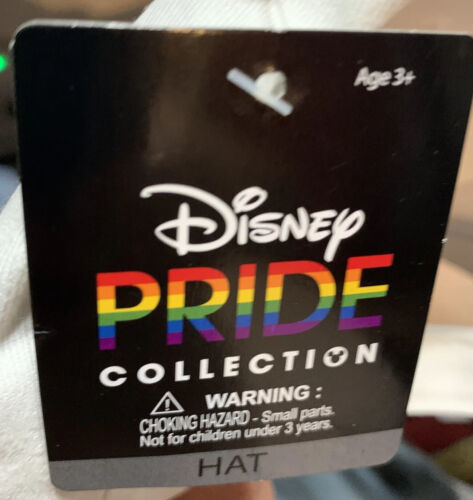 Age 3+
Disney
PRIDE
COLLECTION
WARNING :
CHOKING HAZARD - Small parts.
Not for children under 3 years.
HAT